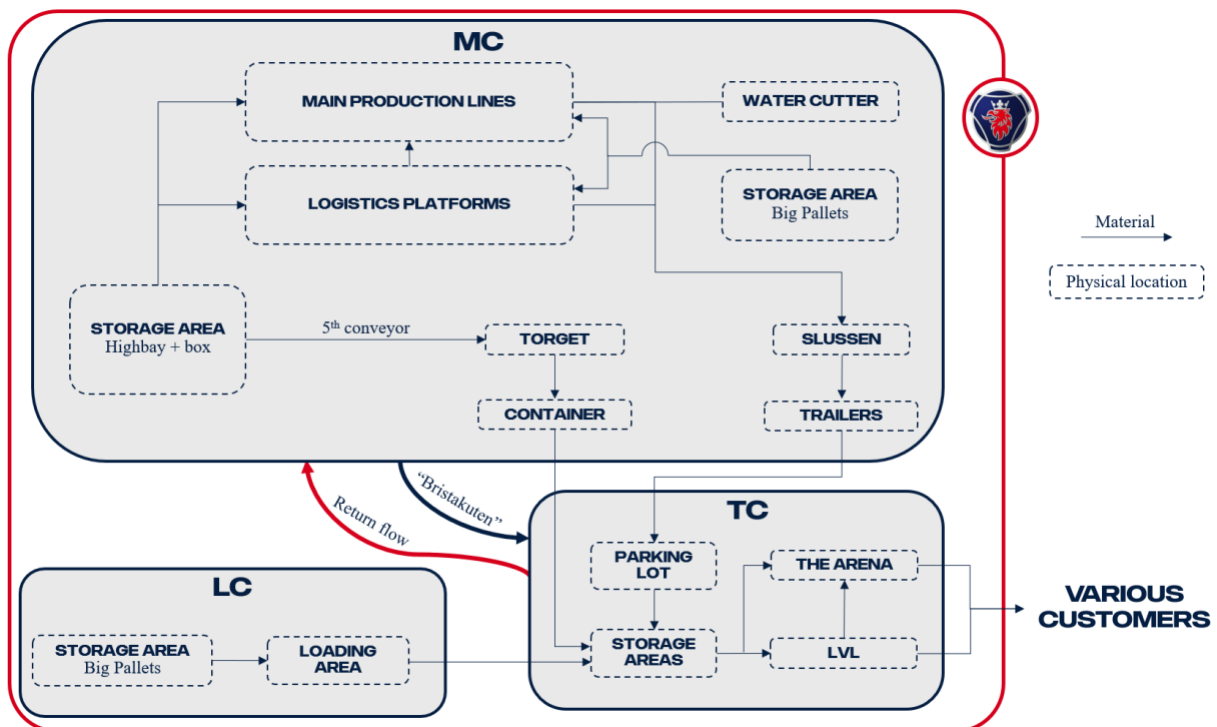 MC
MAIN PRODUCTION LINES
WATER CUTTER
LOGISTICS PLATFORMS
STORAGE AREA
Big Pallets
Material
Physical location
STORAGE AREA
Highbay + box
5th conveyor
TORGET
SLUSSEN
CONTAINER
TRAILERS
"Bristakuten"
Return flow
TC
PARKING
LOT
THE ARENA
STORAGE
AREAS
LVL
VARIOUS
CUSTOMERS
LC
STORAGE AREA
Big Pallets
LOADING
AREA